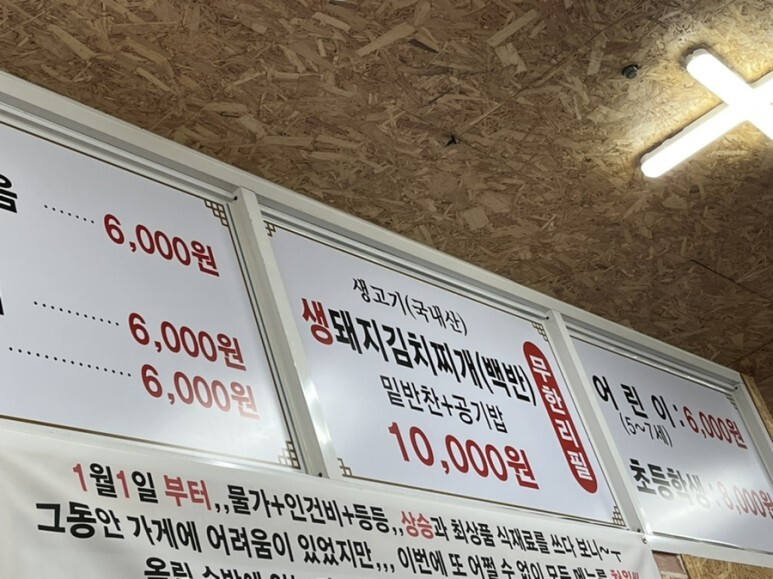 6,000원
6,000원
6,000원
생고기(국내산)
생돼지김치찌개(백반)
밑반찬+공기밥
10,000원
무한리필
어린이 : 6,000원
(5~7세)
초등학생 : 8,000원
1월1일 부터,,물가+인건비+등등,,상승과 최상품 식재료를 쓰다 보니~
그동안 가게에 어려움이 있었지만,,, 이번에 또 어쩔 수 없이 모든 메뉴를